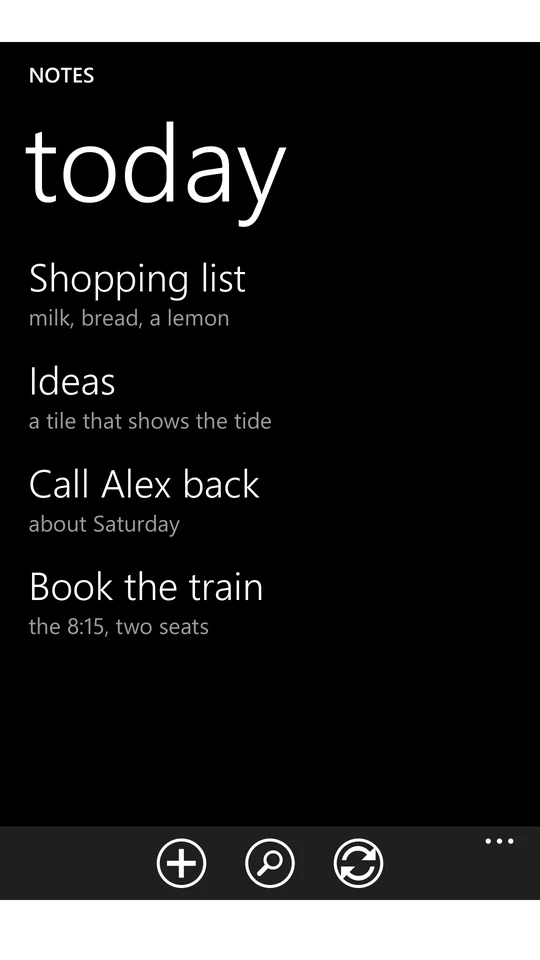 NOTES
today
Shopping list
milk, bread, a lemon
Ideas
a tile that shows the tide
Call Alex back
about Saturday
Book the train
the 8:15, two seats